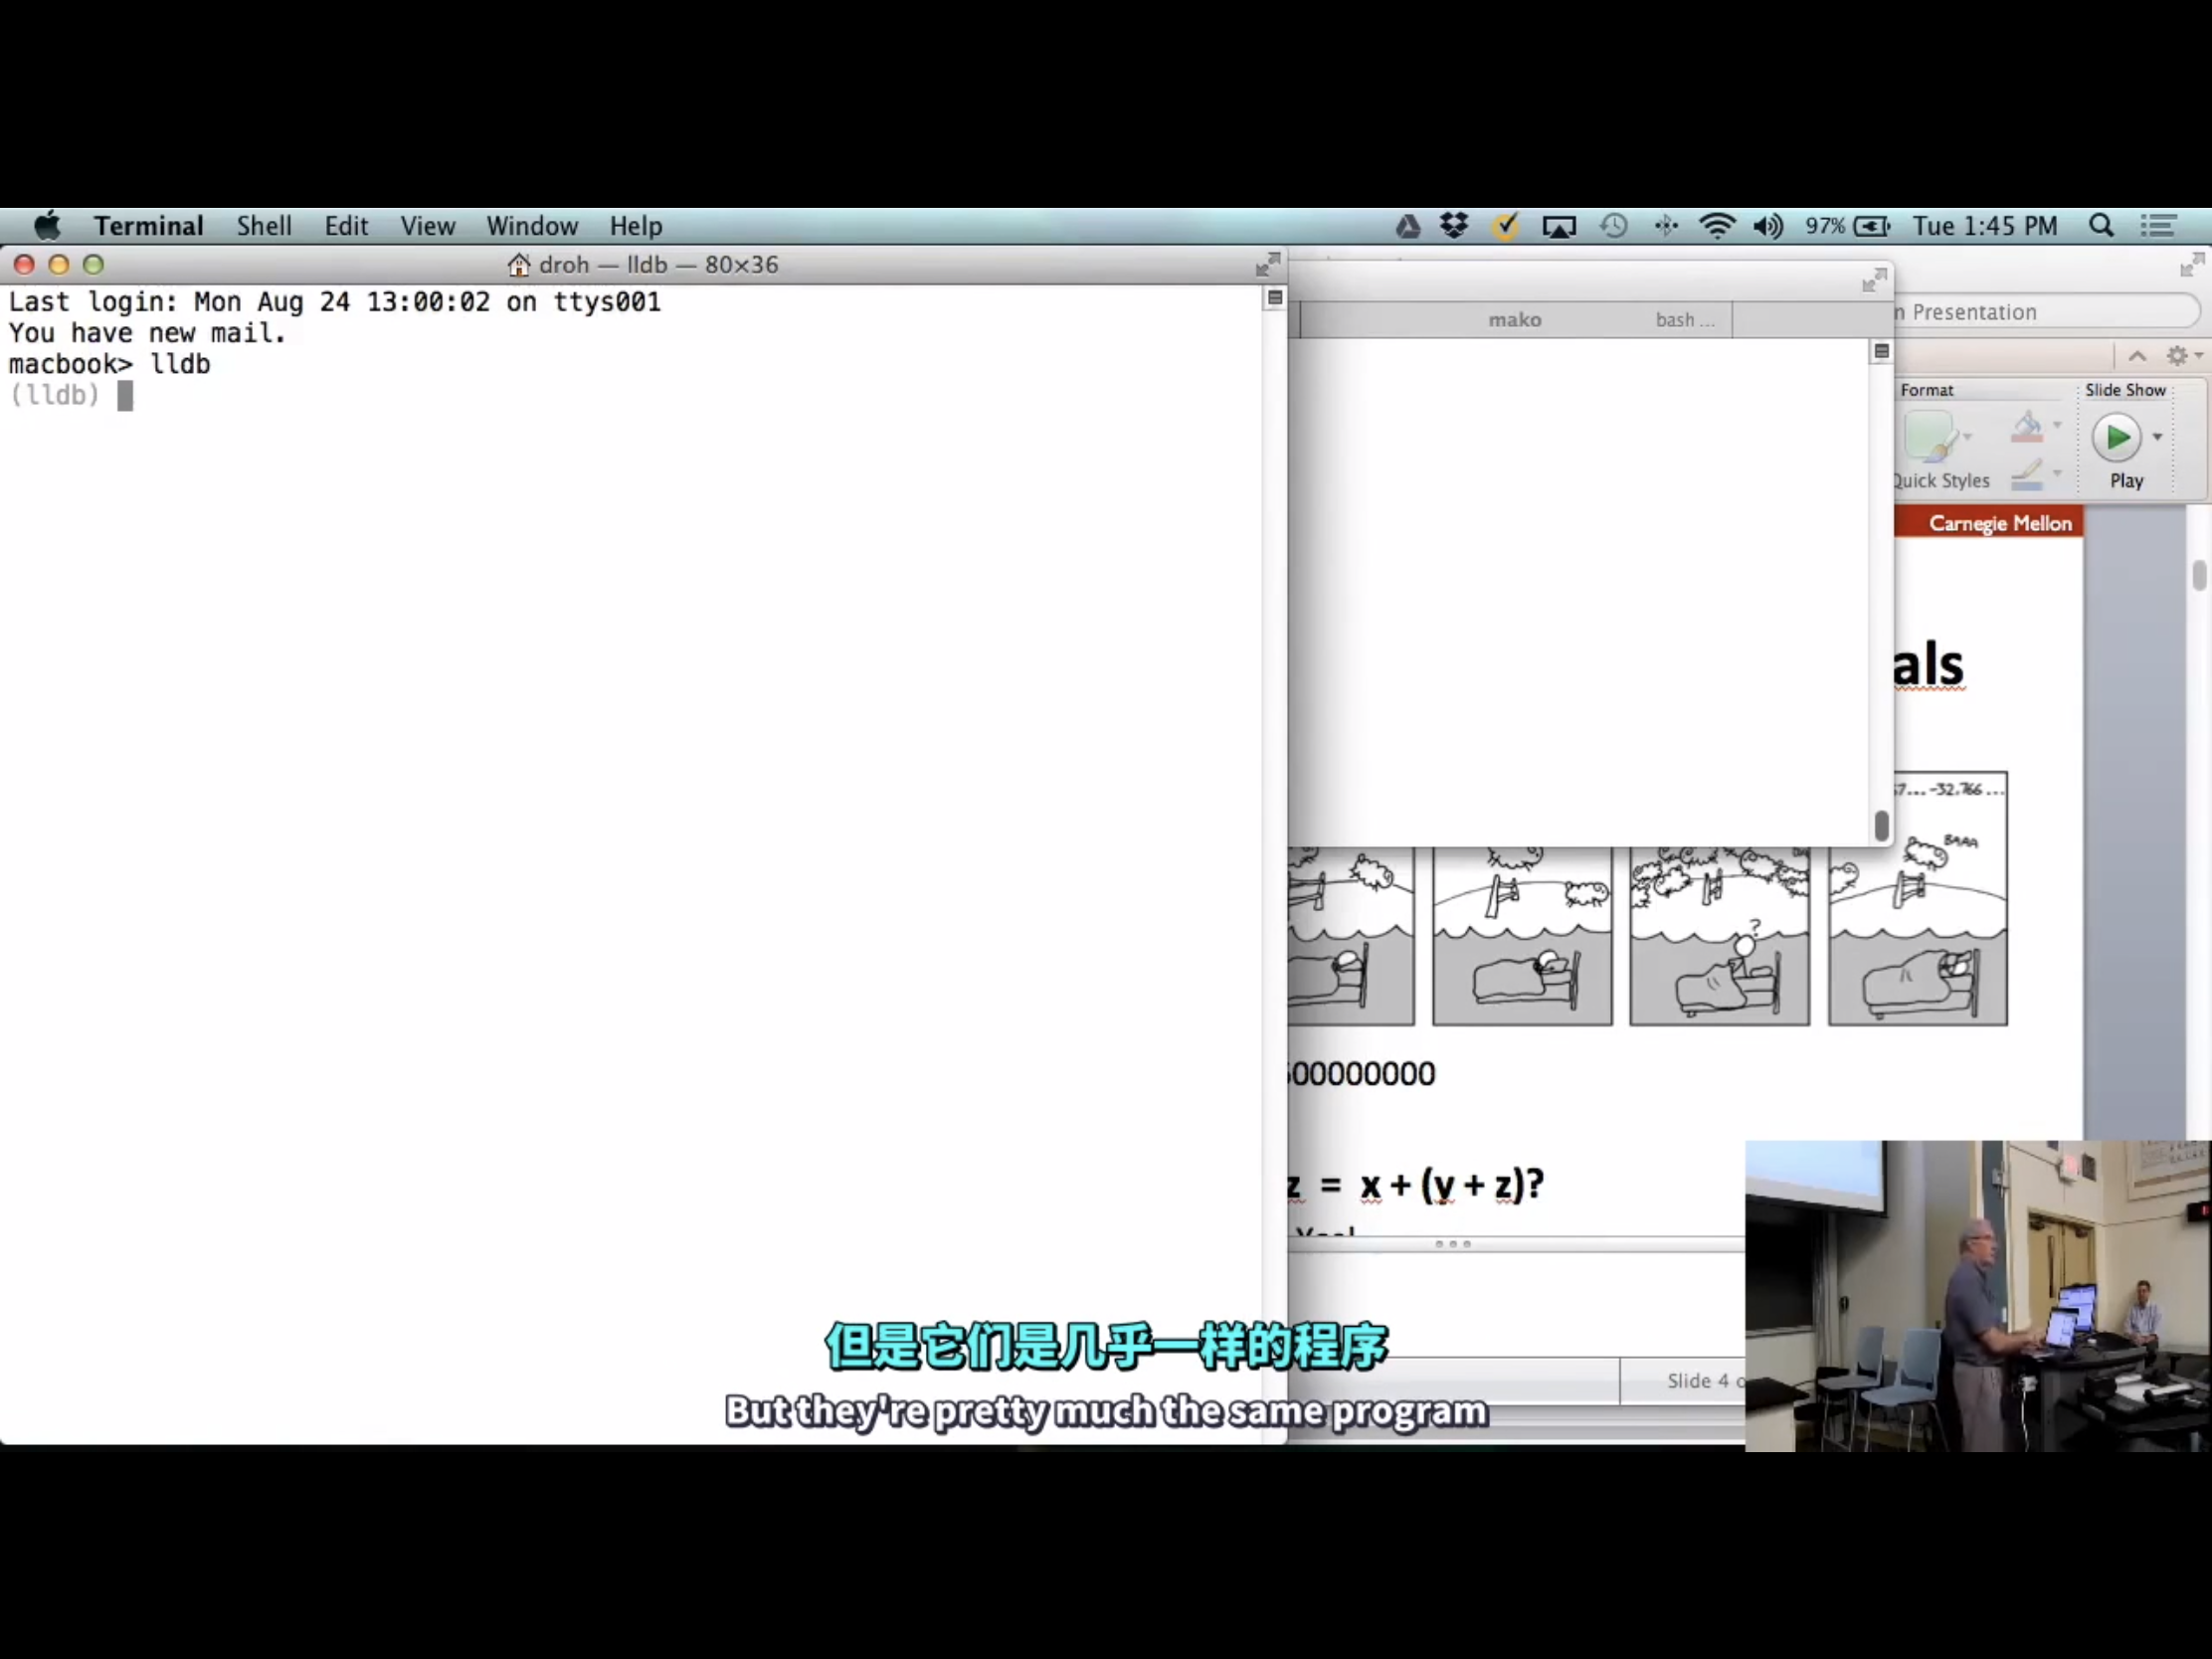 Terminal Shell Edit View Window Help 97% Tue 1:45 PM
droh — lldb — 80×36
Last login: Mon Aug 24 13:00:02 on ttys001
You have new mail.
macbook> lldb
(lldb)
mako bash ...
n Presentation
Format Slide Show
Quick Styles Play
Carnegie Mellon
als
7... -32,766 ...
BAAA
?
00000000
z = x + (y + z)?
Slide 4 o
但是它们是几乎一样的程序
But they're pretty much the same program